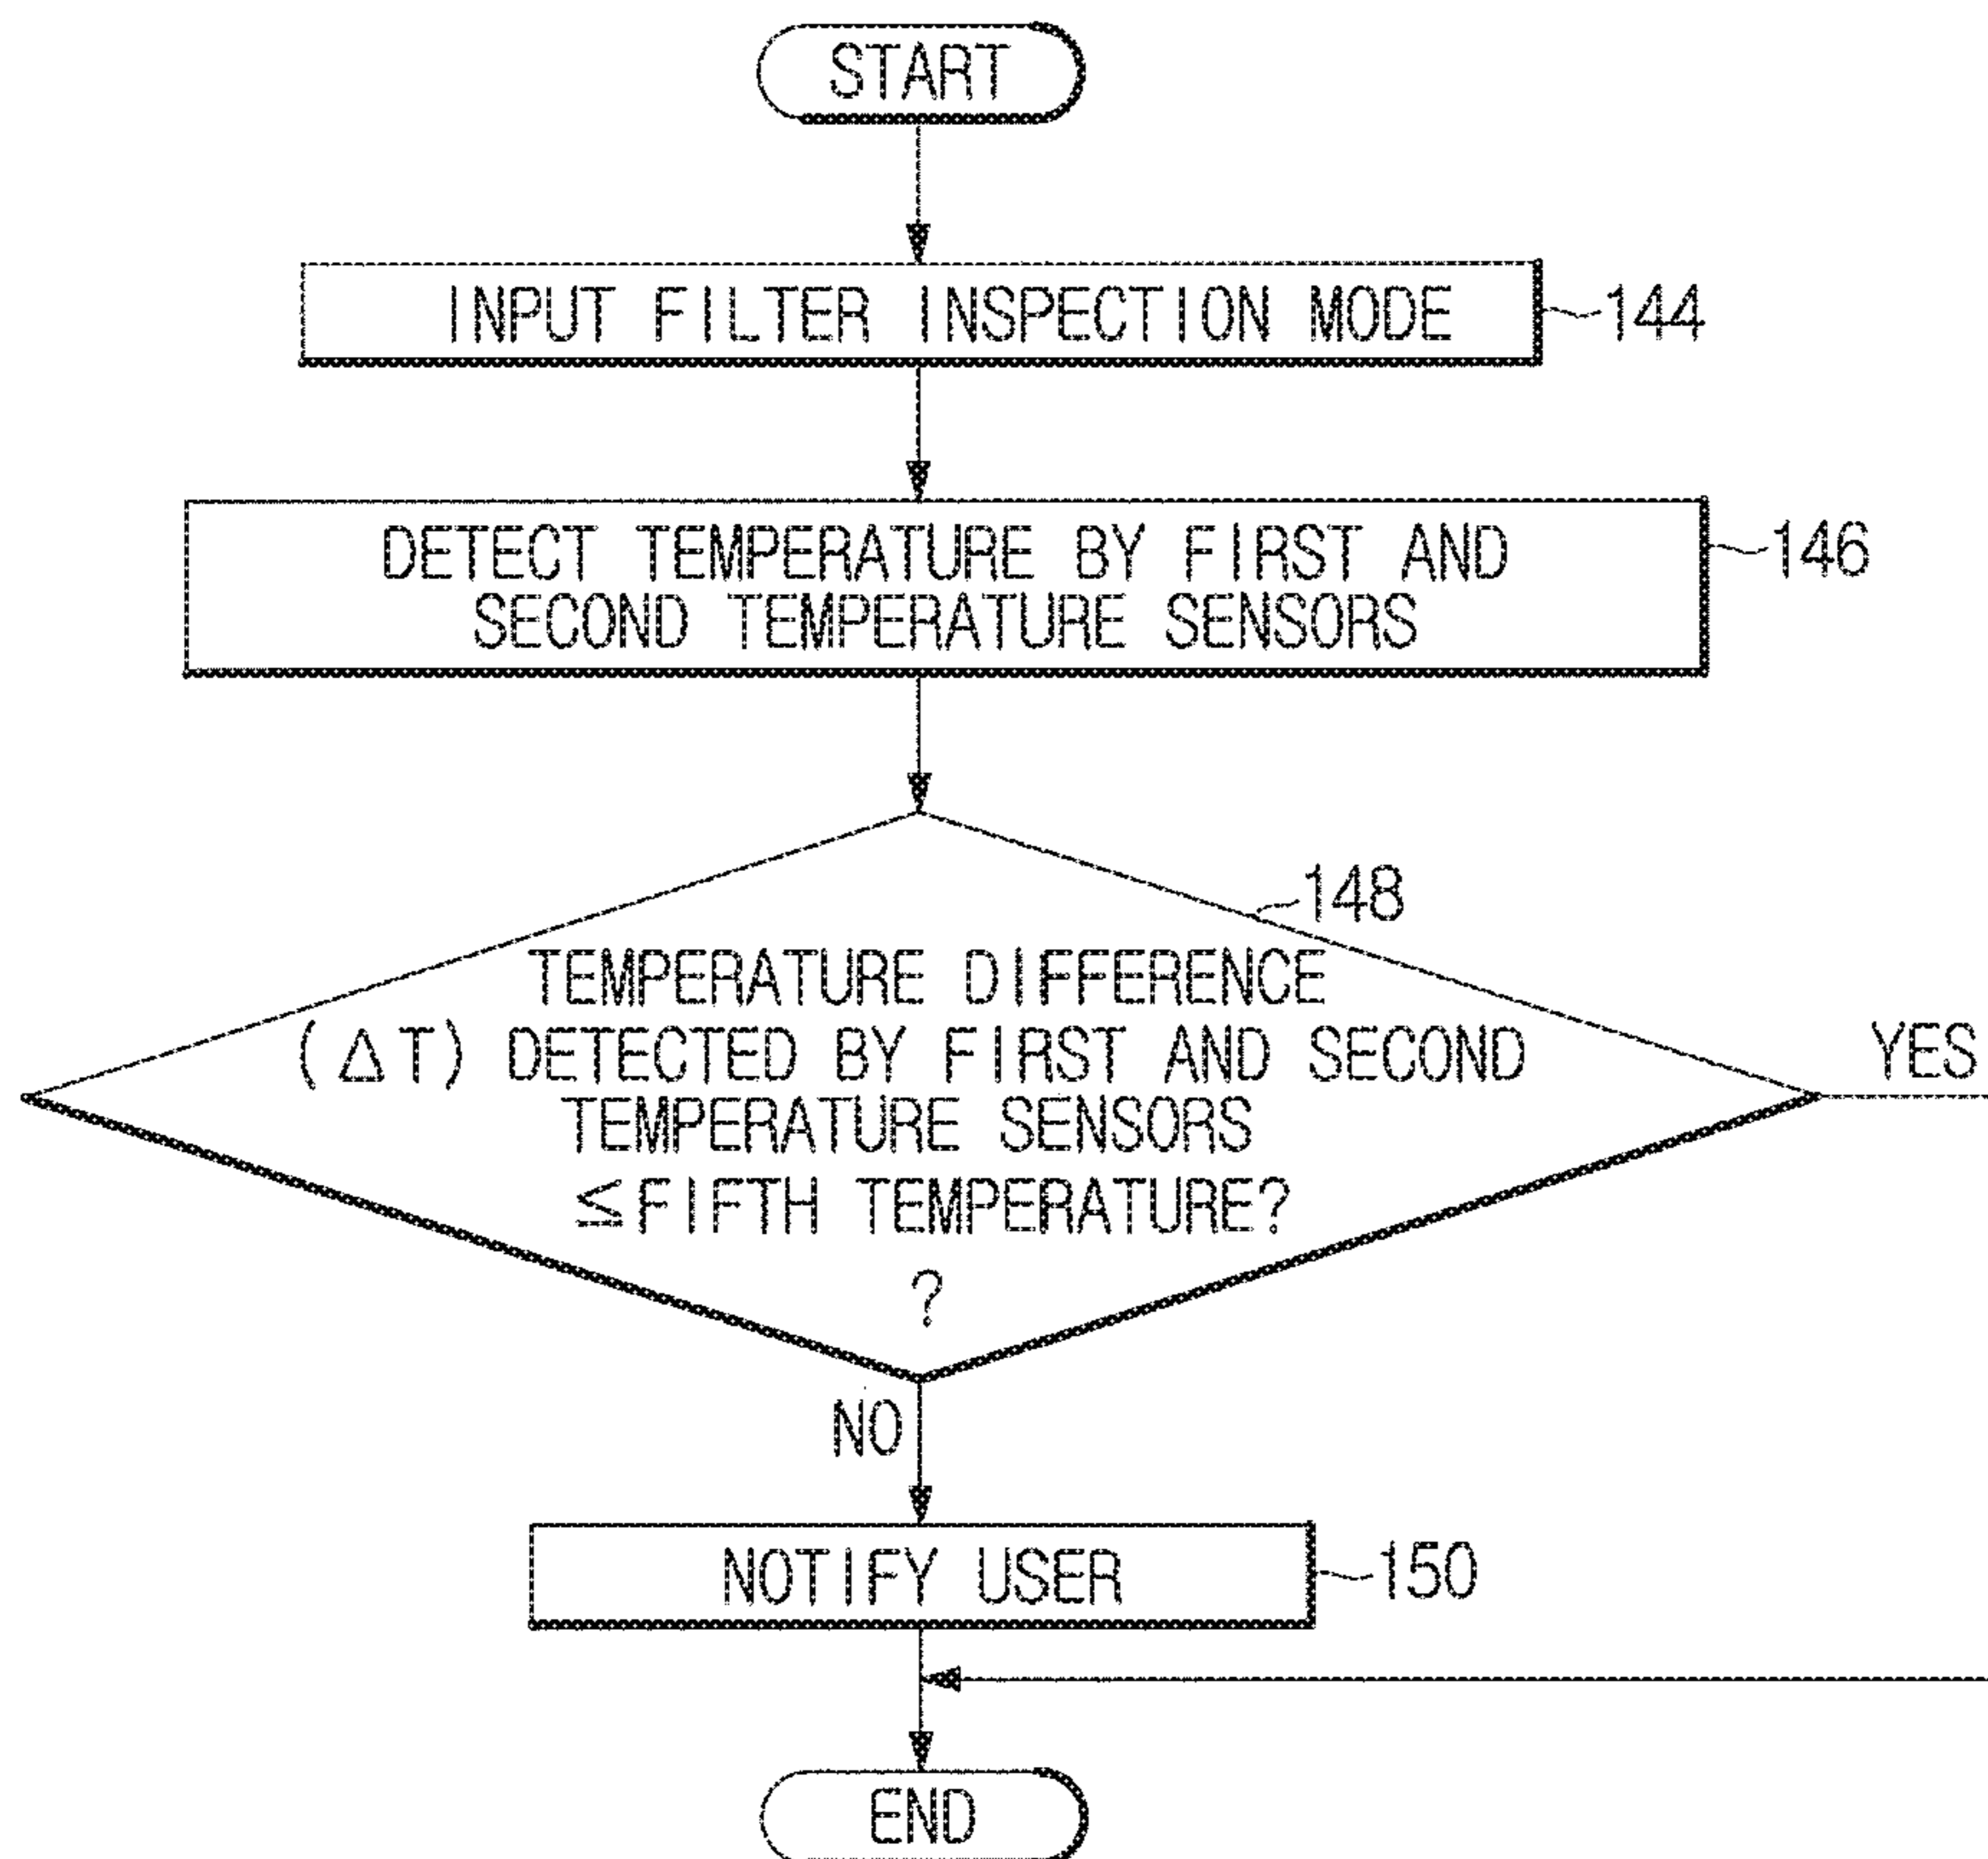 START
INPUT FILTER INSPECTION MODE
144
DETECT TEMPERATURE BY FIRST AND
SECOND TEMPERATURE SENSORS
146
148
TEMPERATURE DIFFERENCE
(ΔT) DETECTED BY FIRST AND SECOND
TEMPERATURE SENSORS
≦FIFTH TEMPERATURE?
?
YES
NO
NOTIFY USER
150
END